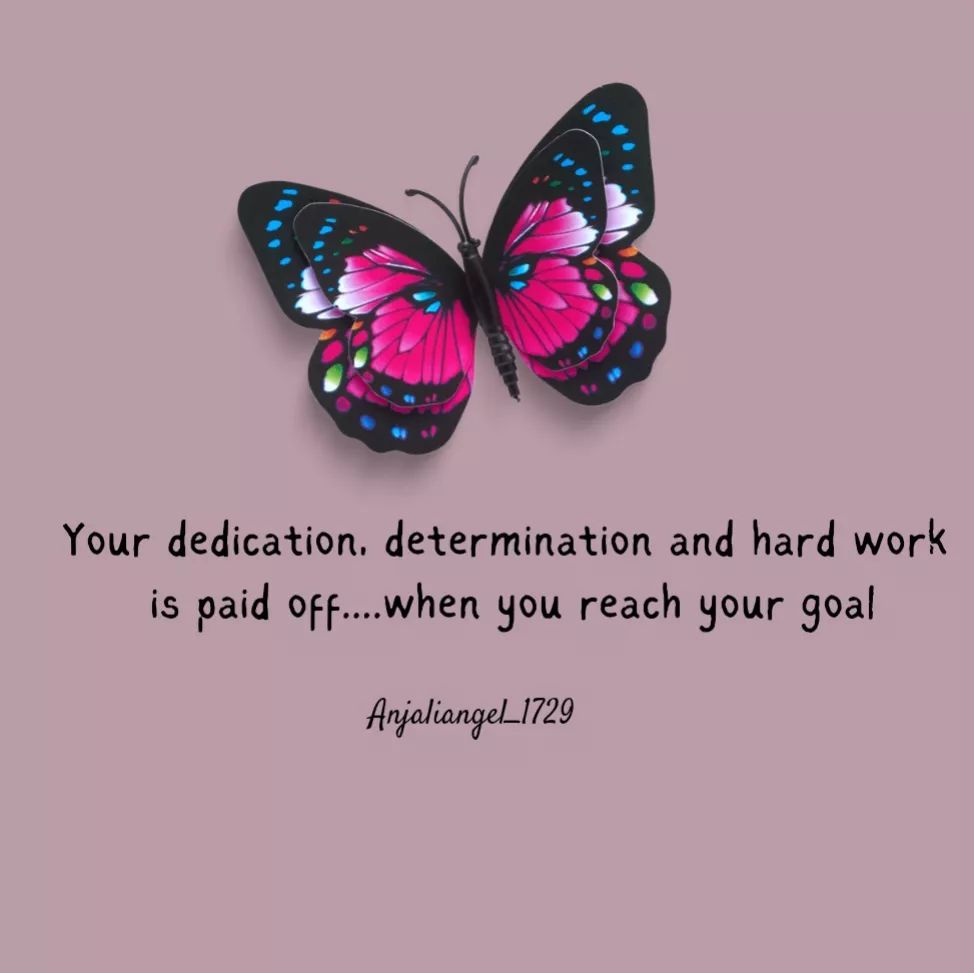 Your dedication, determination and hard work
is paid off....when you reach your goal
Anjaliangel_1729